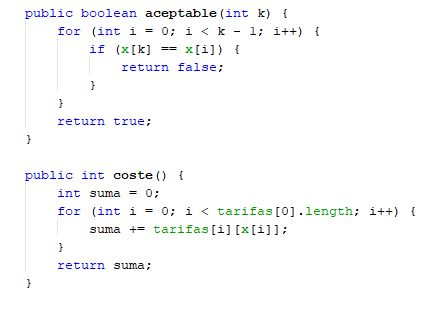 public boolean aceptable(int k) {
    for (int i = 0; i < k - 1; i++) {
        if (x[k] == x[i]) {
            return false;
        }
    }
    return true;
}

public int coste() {
    int suma = 0;
    for (int i = 0; i < tarifas[0].length; i++) {
        suma += tarifas[i][x[i]];
    }
    return suma;
}